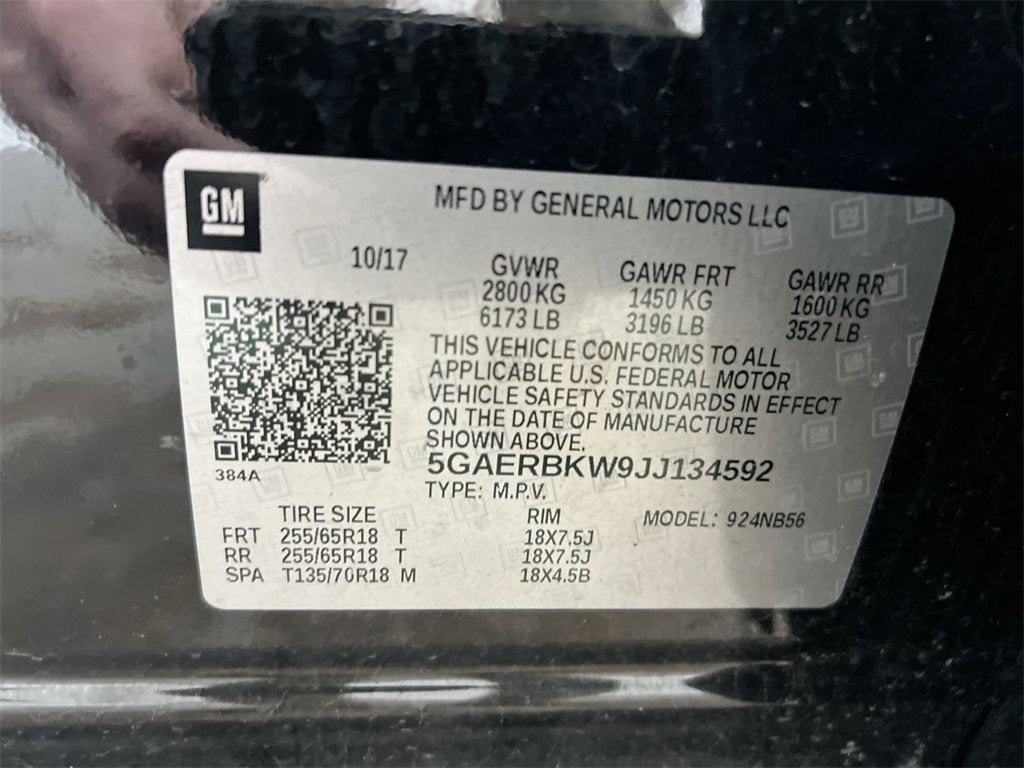 GM
MFD BY GENERAL MOTORS LLC
10/17
GVWR GAWR FRT GAWR RR
2800 KG 1450 KG 1600 KG
6173 LB 3196 LB 3527 LB
THIS VEHICLE CONFORMS TO ALL
APPLICABLE U.S. FEDERAL MOTOR
VEHICLE SAFETY STANDARDS IN EFFECT
ON THE DATE OF MANUFACTURE
SHOWN ABOVE.
384A
5GAERBKW9JJ134592
TYPE: M.P.V.
TIRE SIZE RIM MODEL: 924NB56
FRT 255/65R18 T 18X7.5J
RR 255/65R18 T 18X7.5J
SPA T135/70R18 M 18X4.5B